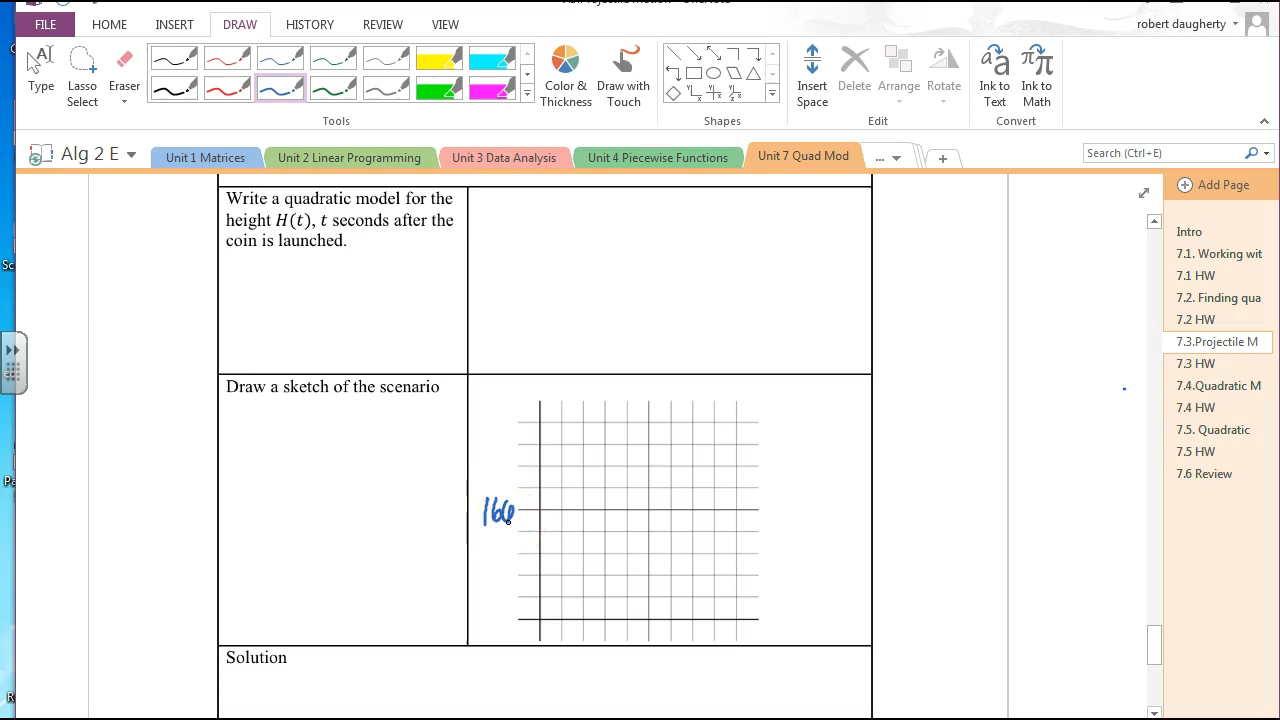 FILE HOME INSERT DRAW HISTORY REVIEW VIEW robert daugherty
Type
Lasso Select
Eraser
Color & Thickness
Draw with Touch
Insert Space
Delete
Arrange
Rotate
Ink to Text
Ink to Math
Tools Shapes Edit Convert
Alg 2 E Unit 1 Matrices Unit 2 Linear Programming Unit 3 Data Analysis Unit 4 Piecewise Functions Unit 7 Quad Mod ... Search (Ctrl+E)
Add Page
Intro
7.1. Working wit
7.1 HW
7.2. Finding qua
7.2 HW
7.3.Projectile M
7.3 HW
7.4.Quadratic M
7.4 HW
7.5. Quadratic
7.5 HW
7.6 Review
Write a quadratic model for the
height H(t), t seconds after the
coin is launched.
Draw a sketch of the scenario
166
Solution